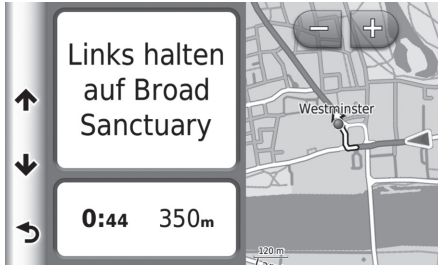 Links halten
auf Broad
Sanctuary
0:44 350m
Westminster
120 m